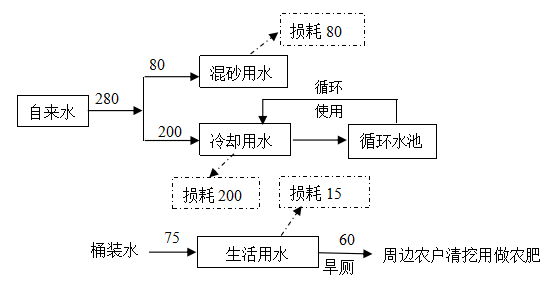 损耗 80
80
混砂用水
自来水
280
循环
使用
200
冷却用水
循环水池
损耗 200
损耗 15
桶装水
75
生活用水
60
旱厕
周边农户清挖用做农肥